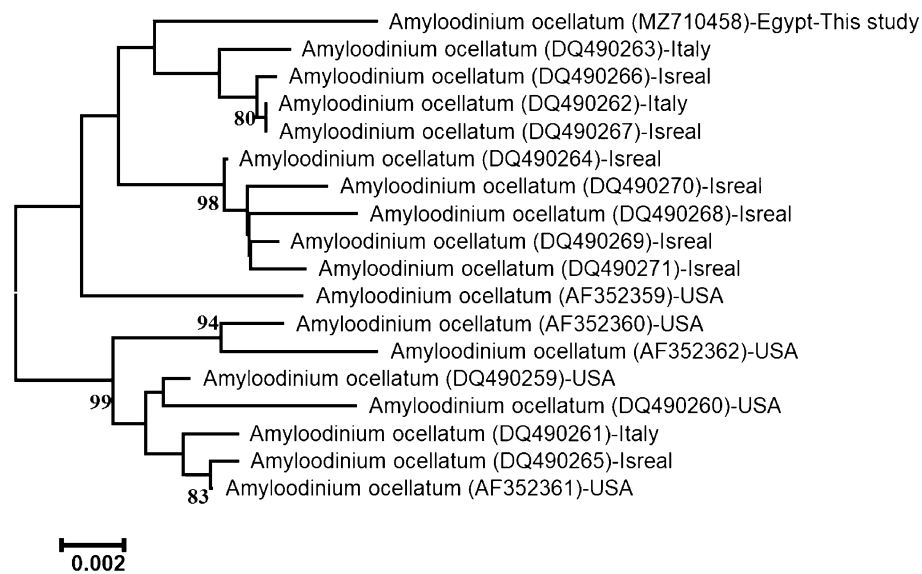 Amyloodinium ocellatum (MZ710458)-Egypt-This study
Amyloodinium ocellatum (DQ490263)-Italy
Amyloodinium ocellatum (DQ490266)-Isreal
Amyloodinium ocellatum (DQ490262)-Italy
80
Amyloodinium ocellatum (DQ490267)-Isreal
Amyloodinium ocellatum (DQ490264)-Isreal
Amyloodinium ocellatum (DQ490270)-Isreal
98
Amyloodinium ocellatum (DQ490268)-Isreal
Amyloodinium ocellatum (DQ490269)-Isreal
Amyloodinium ocellatum (DQ490271)-Isreal
Amyloodinium ocellatum (AF352359)-USA
94
Amyloodinium ocellatum (AF352360)-USA
Amyloodinium ocellatum (AF352362)-USA
Amyloodinium ocellatum (DQ490259)-USA
99
Amyloodinium ocellatum (DQ490260)-USA
Amyloodinium ocellatum (DQ490261)-Italy
Amyloodinium ocellatum (DQ490265)-Isreal
83
Amyloodinium ocellatum (AF352361)-USA
0.002